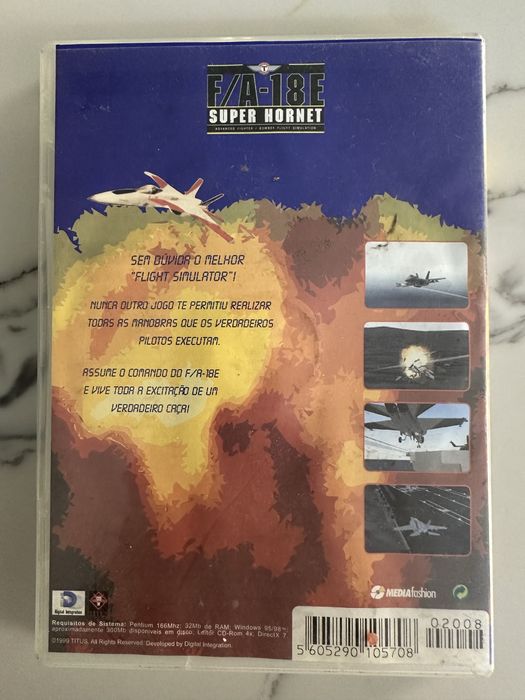 F/A-18E
SUPER HORNET
ADVANCED FIGHTER / BOMBER FLIGHT SIMULATION
SEM DÚVIDA O MELHOR
"FLIGHT SIMULATOR"!
NUNCA OUTRO JOGO TE PERMITIU REALIZAR
TODAS AS MANOBRAS QUE OS VERDADEIROS
PILOTOS EXECUTAM.
ASSUME O COMANDO DO F/A-18E
E VIVE TODA A EXCITAÇÃO DE UM
VERDADEIRO CAÇA!
MEDIAfashion
Digital Integration
Requisitos de Sistema: Pentium 166Mhz; 32Mb de RAM; Windows 95/98
aproximadamente 300Mb disponíveis em disco; Leitor CD-Rom 4x; DirectX 7
©1999 TITUS. All Rights Reserved. Developed by Digital Integration.
02008
5 605290 105708